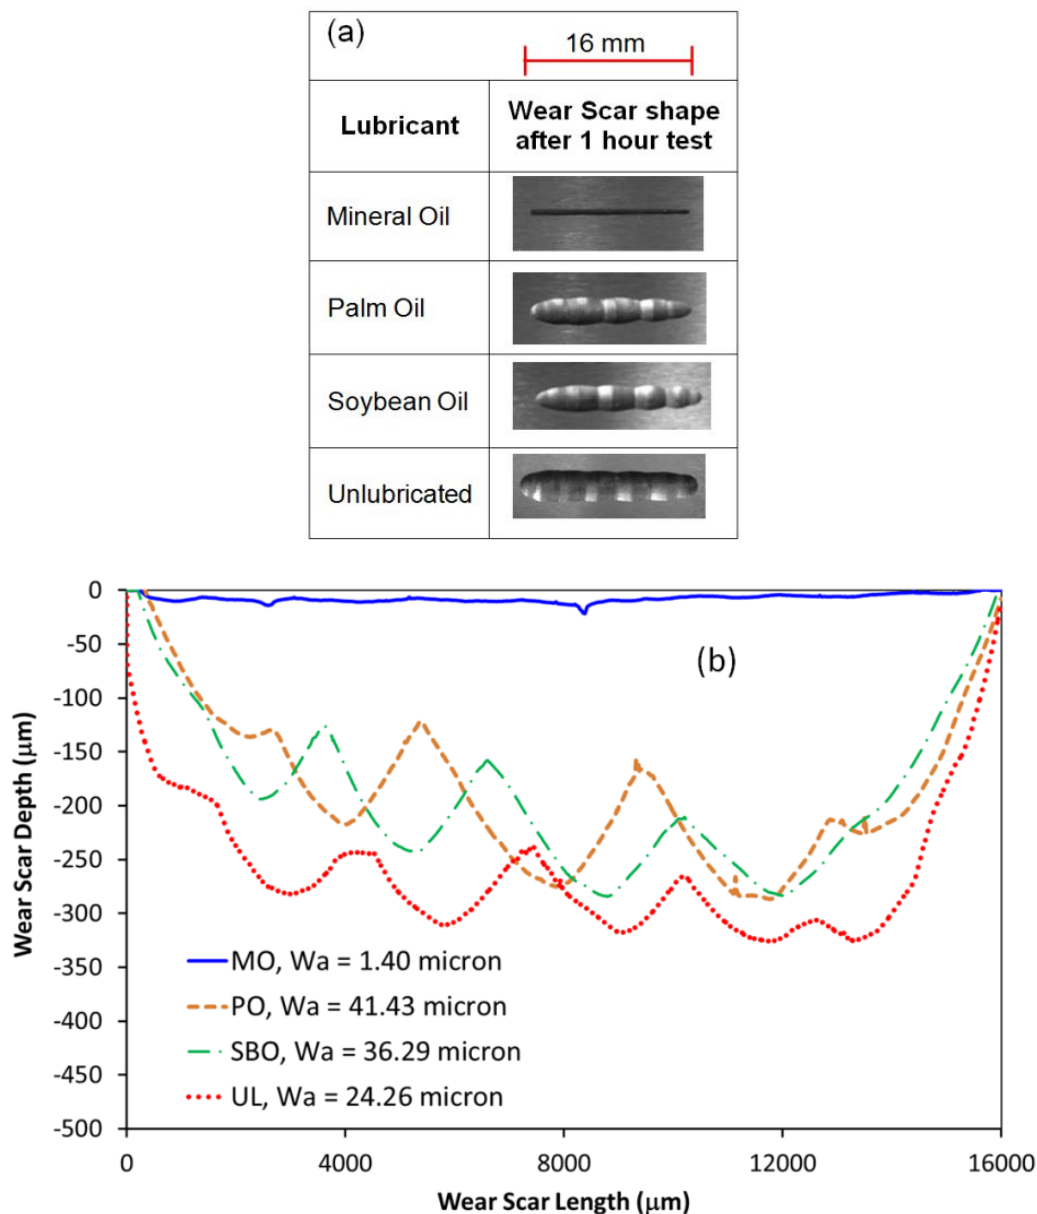 (a)
16 mm
Lubricant
Wear Scar shape
after 1 hour test
Mineral Oil
Palm Oil
Soybean Oil
Unlubricated
0
-50
-100
-150
-200
-250
-300
-350
-400
-450
-500
Wear Scar Depth (μm)
(b)
MO, Wa = 1.40 micron
PO, Wa = 41.43 micron
SBO, Wa = 36.29 micron
UL, Wa = 24.26 micron
0
4000
8000
12000
16000
Wear Scar Length (μm)